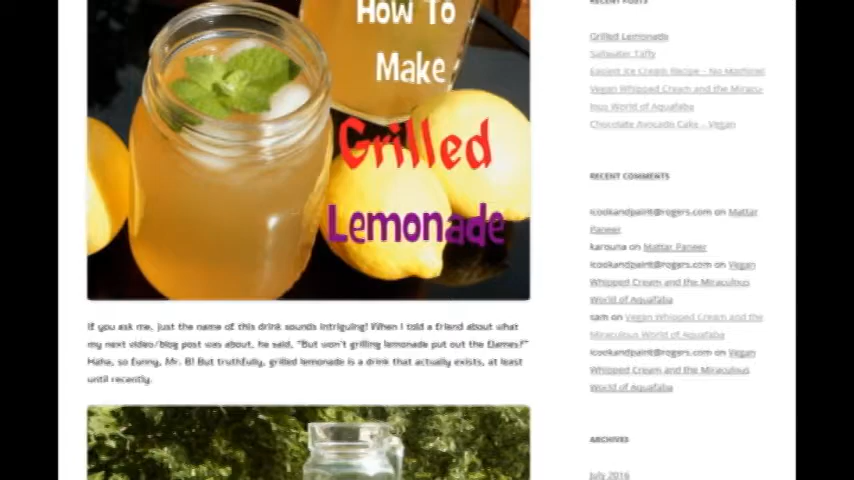 How To
Make
Grilled
Lemonade
If you ask me, just the name of this drink sounds intriguing! When I told a friend about what
my next video/blog post was about, he said, "But won't grilling lemonade put out the flames?"
Haha, so funny, Mr. B! But truthfully, grilled lemonade is a drink that actually exists, at least
until recently.
RECENT POSTS
Grilled Lemonade
Saltwater Taffy
Easiest Ice Cream Recipe – No Machine!
Vegan Whipped Cream and the Miracu-
lous World of Aquafaba
Chocolate Avocado Cake – Vegan
RECENT COMMENTS
icookandpaint@rogers.com on Mattar
Paneer
karouna on Mattar Paneer
icookandpaint@rogers.com on Vegan
Whipped Cream and the Miraculous
World of Aquafaba
sam on Vegan Whipped Cream and the
Miraculous World of Aquafaba
icookandpaint@rogers.com on Vegan
Whipped Cream and the Miraculous
World of Aquafaba
ARCHIVES
July 2016